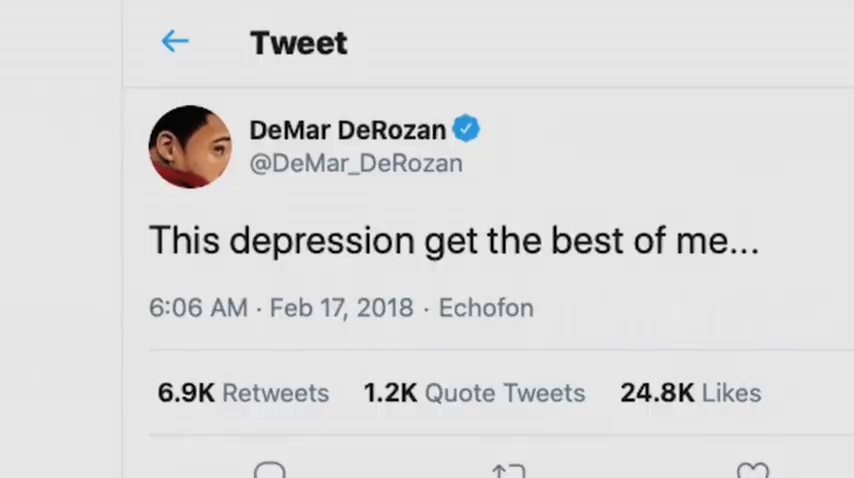 Tweet
DeMar DeRozan
@DeMar_DeRozan
This depression get the best of me...
6:06 AM · Feb 17, 2018 · Echofon
6.9K Retweets 1.2K Quote Tweets 24.8K Likes